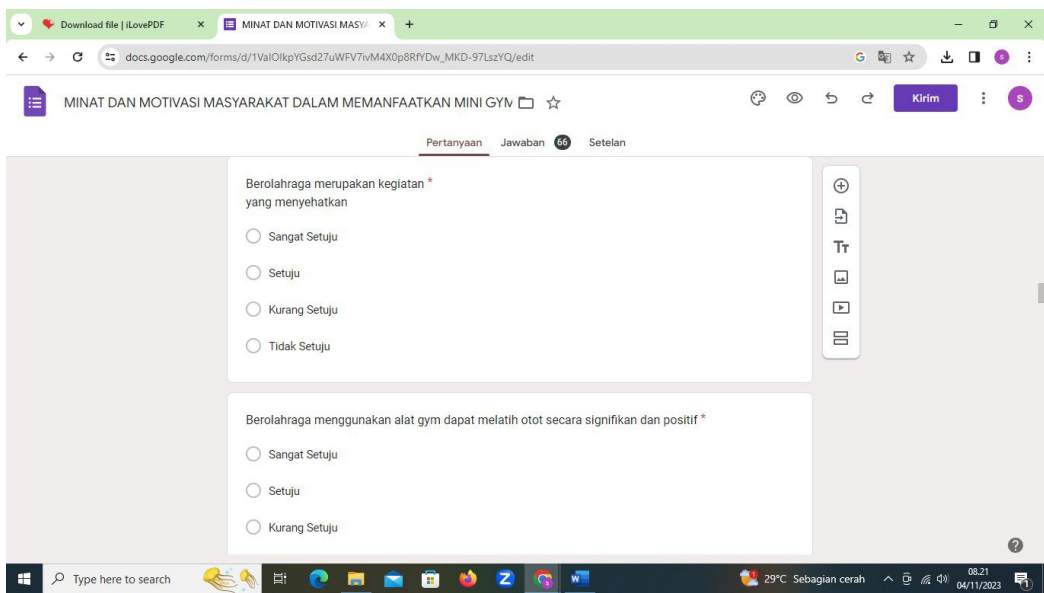 Download file | iLovePDF
MINAT DAN MOTIVASI MASYA
docs.google.com/forms/d/1ValOIkpYGsd27uWFV7ivM4X0p8RfYDw_MKD-97LszYQ/edit
MINAT DAN MOTIVASI MASYARAKAT DALAM MEMANFAATKAN MINI GYM
Kirim
S
Pertanyaan Jawaban 66 Setelan
Berolahraga merupakan kegiatan *
yang menyehatkan
Sangat Setuju
Setuju
Kurang Setuju
Tidak Setuju
Berolahraga menggunakan alat gym dapat melatih otot secara signifikan dan positif *
Sangat Setuju
Setuju
Kurang Setuju
Type here to search
29°C Sebagian cerah
08.21
04/11/2023